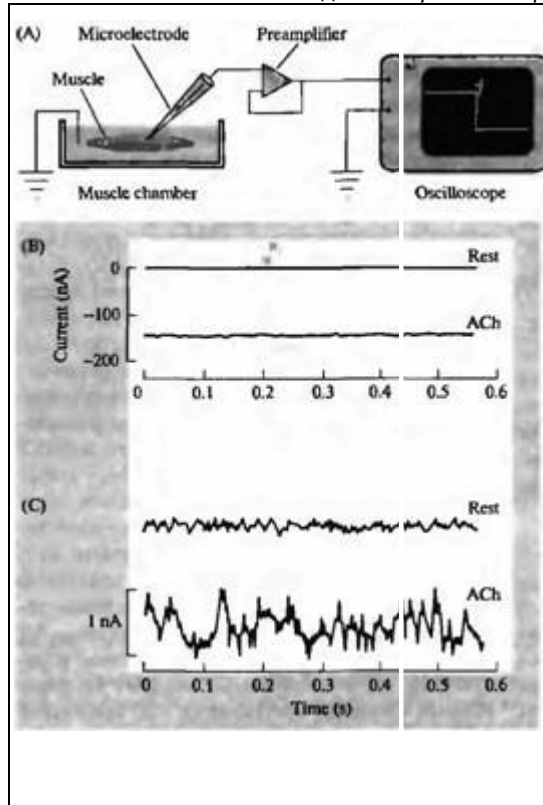 (A)
Microelectrode
Preamplifier
Muscle
Muscle chamber
Oscilloscope
(B)
0
Rest
Current (nA)
-100
ACh
-200
0 0.1 0.2 0.3 0.4 0.5 0.6
(C)
Rest
ACh
1 nA
0 0.1 0.2 0.3 0.4 0.5 0.6
Time (s)